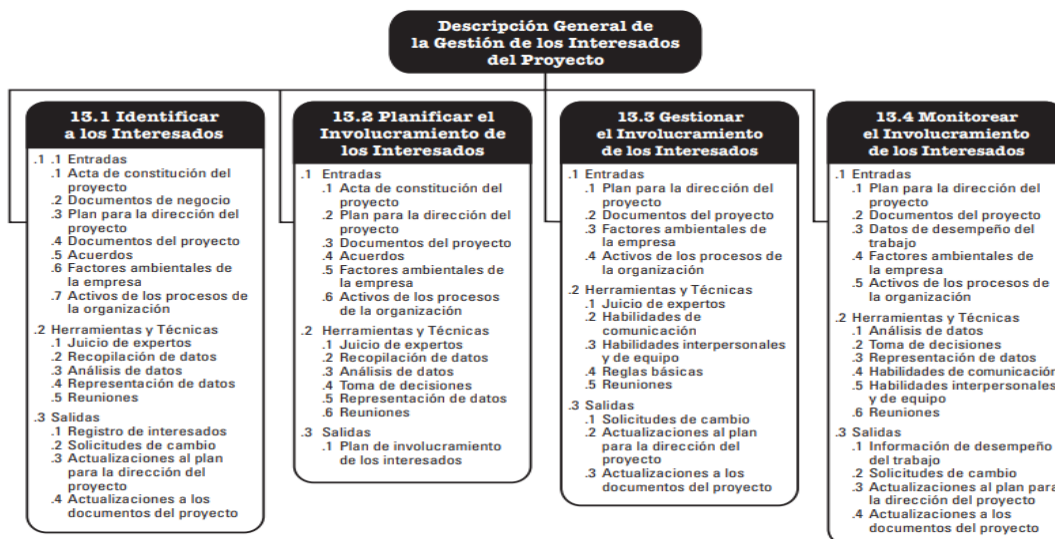 Descripción General de
la Gestión de los Interesados
del Proyecto
13.1 Identificar
a los Interesados
.1 .1 Entradas
.1 Acta de constitución del
proyecto
.2 Documentos de negocio
.3 Plan para la dirección del
proyecto
.4 Documentos del proyecto
.5 Acuerdos
.6 Factores ambientales de
la empresa
.7 Activos de los procesos de
la organización
.2 Herramientas y Técnicas
.1 Juicio de expertos
.2 Recopilación de datos
.3 Análisis de datos
.4 Representación de datos
.5 Reuniones
.3 Salidas
.1 Registro de interesados
.2 Solicitudes de cambio
.3 Actualizaciones al plan
para la dirección del
proyecto
.4 Actualizaciones a los
documentos del proyecto
13.2 Planificar el
Involucramiento de
los Interesados
.1 Entradas
.1 Acta de constitución del
proyecto
.2 Plan para la dirección del
proyecto
.3 Documentos del proyecto
.4 Acuerdos
.5 Factores ambientales de
la empresa
.6 Activos de los procesos
de la organización
.2 Herramientas y Técnicas
.1 Juicio de expertos
.2 Recopilación de datos
.3 Análisis de datos
.4 Toma de decisiones
.5 Representación de datos
.6 Reuniones
.3 Salidas
.1 Plan de involucramiento
de los interesados
13.3 Gestionar
el Involucramiento
de los Interesados
.1 Entradas
.1 Plan para la dirección del
proyecto
.2 Documentos del proyecto
.3 Factores ambientales de
la empresa
.4 Activos de los procesos de
la organización
.2 Herramientas y Técnicas
.1 Juicio de expertos
.2 Habilidades de
comunicación
.3 Habilidades interpersonales
y de equipo
.4 Reglas básicas
.5 Reuniones
.3 Salidas
.1 Solicitudes de cambio
.2 Actualizaciones al plan
para la dirección del
proyecto
.3 Actualizaciones a los
documentos del proyecto
13.4 Monitorear
el Involucramiento
de los Interesados
.1 Entradas
.1 Plan para la dirección del
proyecto
.2 Documentos del proyecto
.3 Datos de desempeño del
trabajo
.4 Factores ambientales de
la empresa
.5 Activos de los procesos de
la organización
.2 Herramientas y Técnicas
.1 Análisis de datos
.2 Toma de decisiones
.3 Representación de datos
.4 Habilidades de comunicación
.5 Habilidades interpersonales
y de equipo
.6 Reuniones
.3 Salidas
.1 Información de desempeño
del trabajo
.2 Solicitudes de cambio
.3 Actualizaciones al plan para
la dirección del proyecto
.4 Actualizaciones a los
documentos del proyecto